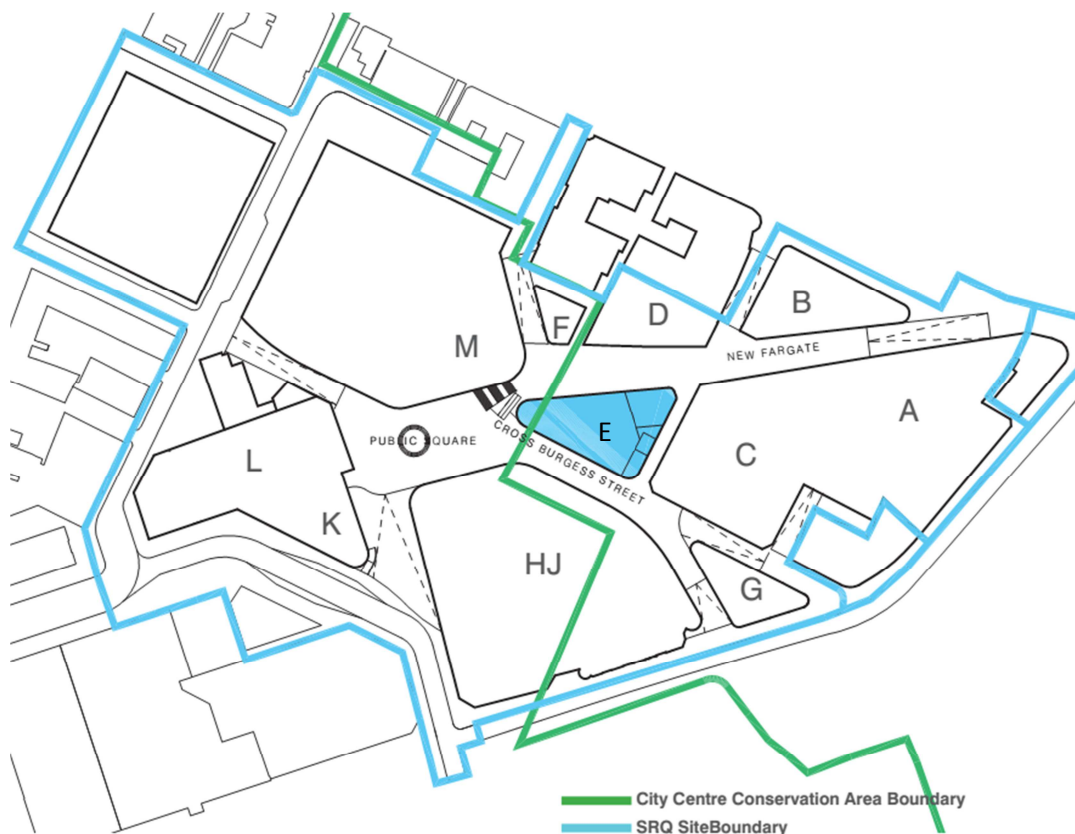 B
D
F
NEW FARGATE
M
A
E
PUBLIC SQUARE
CROSS BURGESS STREET
C
L
K
HJ
G
City Centre Conservation Area Boundary
SRQ SiteBoundary